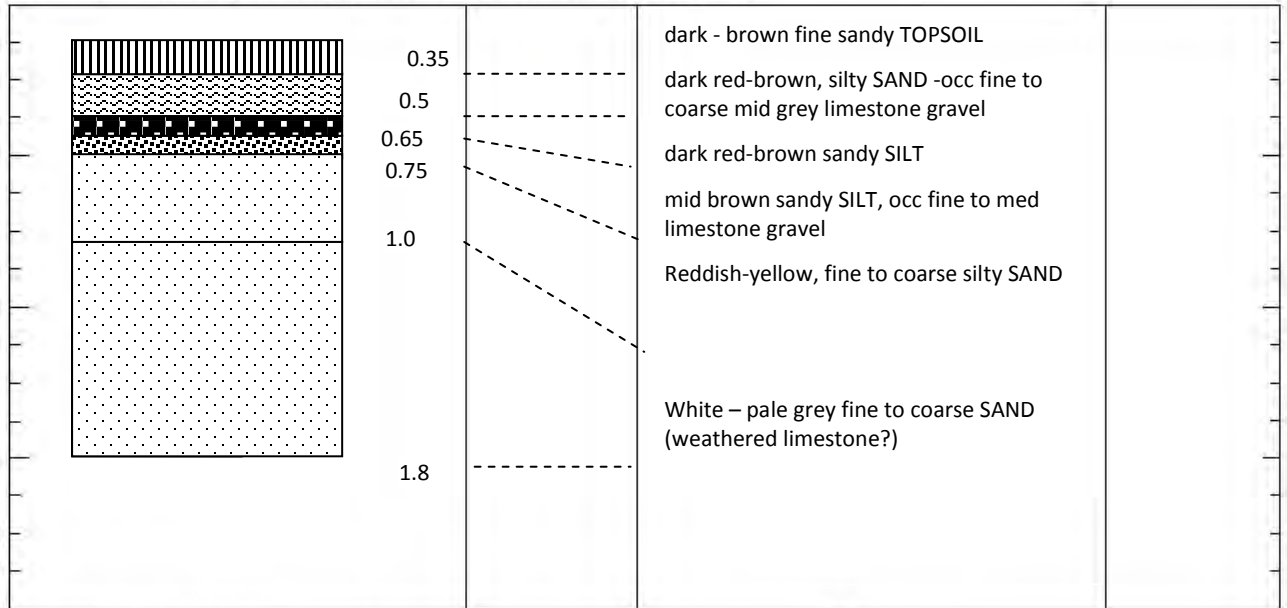 dark - brown fine sandy TOPSOIL
0.35
dark red-brown, silty SAND -occ fine to
coarse mid grey limestone gravel
0.5
0.65
dark red-brown sandy SILT
0.75
mid brown sandy SILT, occ fine to med
limestone gravel
1.0
Reddish-yellow, fine to coarse silty SAND
White – pale grey fine to coarse SAND
(weathered limestone?)
1.8